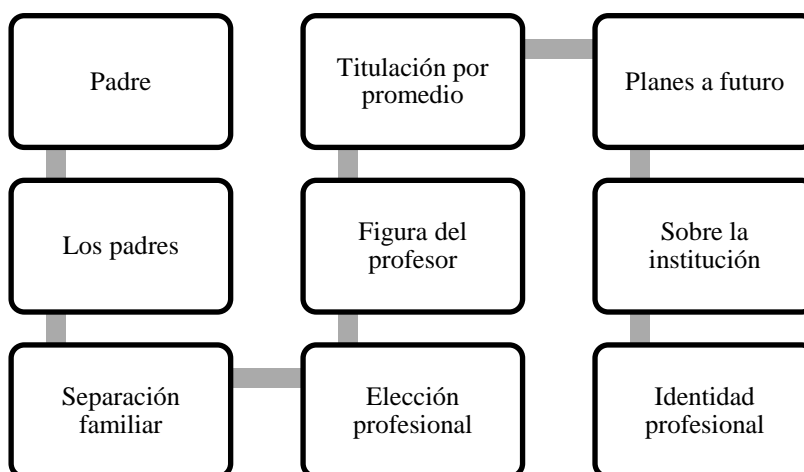 Padre
Los padres
Separación
familiar
Elección
profesional
Figura del
profesor
Titulación por
promedio
Planes a futuro
Sobre la
institución
Identidad
profesional